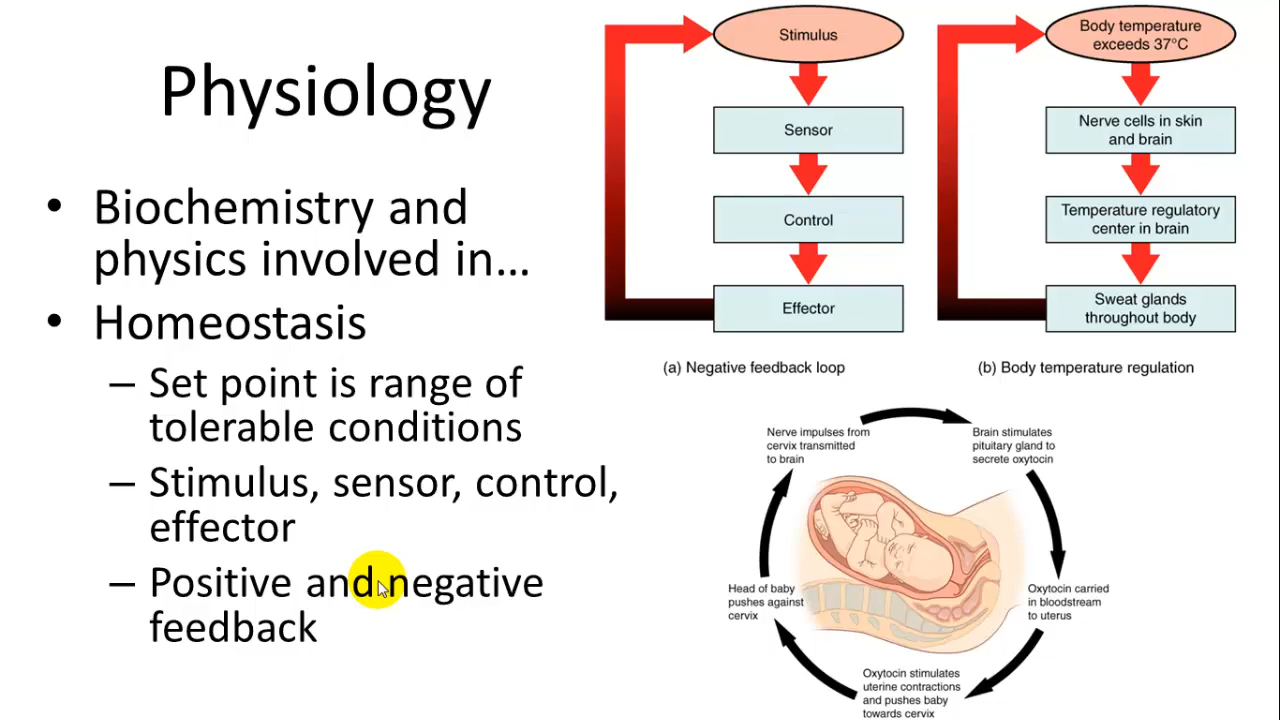 Physiology
• Biochemistry and
physics involved in…
• Homeostasis
– Set point is range of
tolerable conditions
– Stimulus, sensor, control,
effector
– Positive and negative
feedback
Stimulus
Sensor
Control
Effector
(a) Negative feedback loop
Body temperature
exceeds 37°C
Nerve cells in skin
and brain
Temperature regulatory
center in brain
Sweat glands
throughout body
(b) Body temperature regulation
Nerve impulses from
cervix transmitted
to brain
Brain stimulates
pituitary gland to
secrete oxytocin
Oxytocin carried
in bloodstream
to uterus
Oxytocin stimulates
uterine contractions
and pushes baby
towards cervix
Head of baby
pushes against
cervix